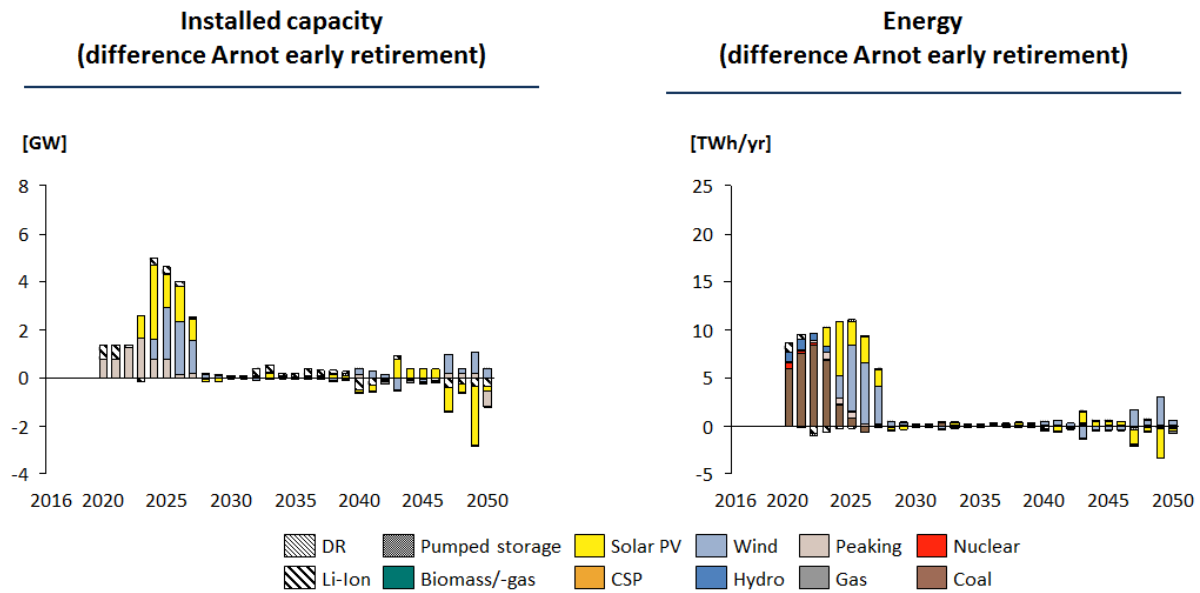 Installed capacity
(difference Arnot early retirement)
[GW]
8
6
4
2
0
-2
-4
2016 2020 2025 2030 2035 2040 2045 2050
Energy
(difference Arnot early retirement)
[TWh/yr]
25
20
15
10
5
0
-5
2016 2020 2025 2030 2035 2040 2045 2050
DR Pumped storage Solar PV Wind Peaking Nuclear
Li-Ion Biomass/-gas CSP Hydro Gas Coal